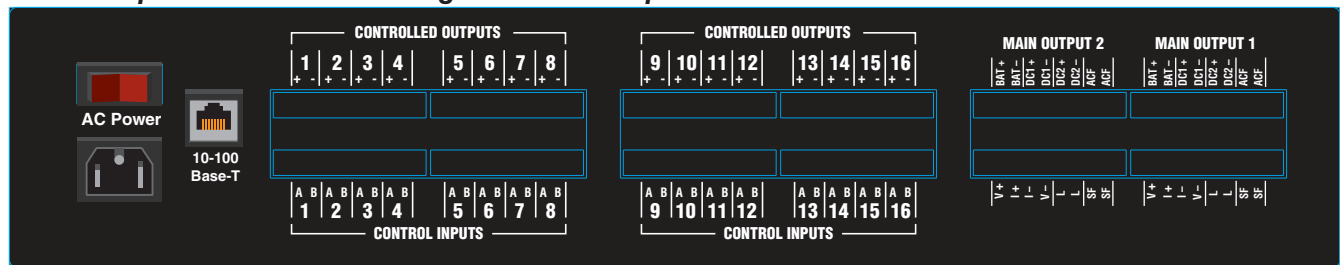 CONTROLLED OUTPUTS
1 2 3 4 5 6 7 8
+ - + - + - + - + - + - + - + -
CONTROLLED OUTPUTS
9 10 11 12 13 14 15 16
+ - + - + - + - + - + - + - + -
MAIN OUTPUT 2
BAT + BAT – DC1 + DC1 – DC2 + DC2 – ACF ACF
MAIN OUTPUT 1
BAT + BAT – DC1 + DC1 – DC2 + DC2 – ACF ACF
AC Power
10-100
Base-T
A B A B A B A B A B A B A B A B
1 2 3 4 5 6 7 8
CONTROL INPUTS
A B A B A B A B A B A B A B A B
9 10 11 12 13 14 15 16
CONTROL INPUTS
V + I + I – V – L L SF SF
V + I + I – V – L L SF SF